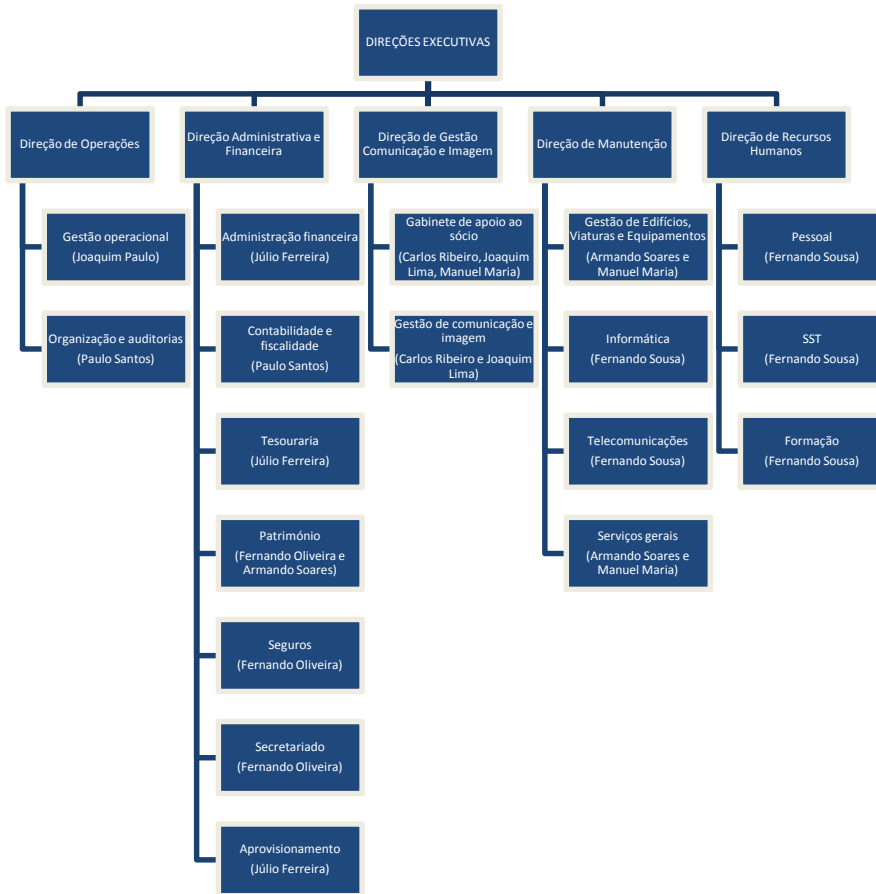 DIREÇÕES EXECUTIVAS
Direção de Operações
Gestão operacional
(Joaquim Paulo)
Organização e auditorias
(Paulo Santos)
Direção Administrativa e
Financeira
Administração financeira
(Júlio Ferreira)
Contabilidade e
fiscalidade
(Paulo Santos)
Tesouraria
(Júlio Ferreira)
Património
(Fernando Oliveira e
Armando Soares)
Seguros
(Fernando Oliveira)
Secretariado
(Fernando Oliveira)
Aprovisionamento
(Júlio Ferreira)
Direção de Gestão
Comunicação e Imagem
Gabinete de apoio ao
sócio
(Carlos Ribeiro, Joaquim
Lima, Manuel Maria)
Gestão de comunicação e
imagem
(Carlos Ribeiro e Joaquim
Lima)
Direção de Manutenção
Gestão de Edifícios,
Viaturas e Equipamentos
(Armando Soares e
Manuel Maria)
Informática
(Fernando Sousa)
Telecomunicações
(Fernando Sousa)
Serviços gerais
(Armando Soares e
Manuel Maria)
Direção de Recursos
Humanos
Pessoal
(Fernando Sousa)
SST
(Fernando Sousa)
Formação
(Fernando Sousa)